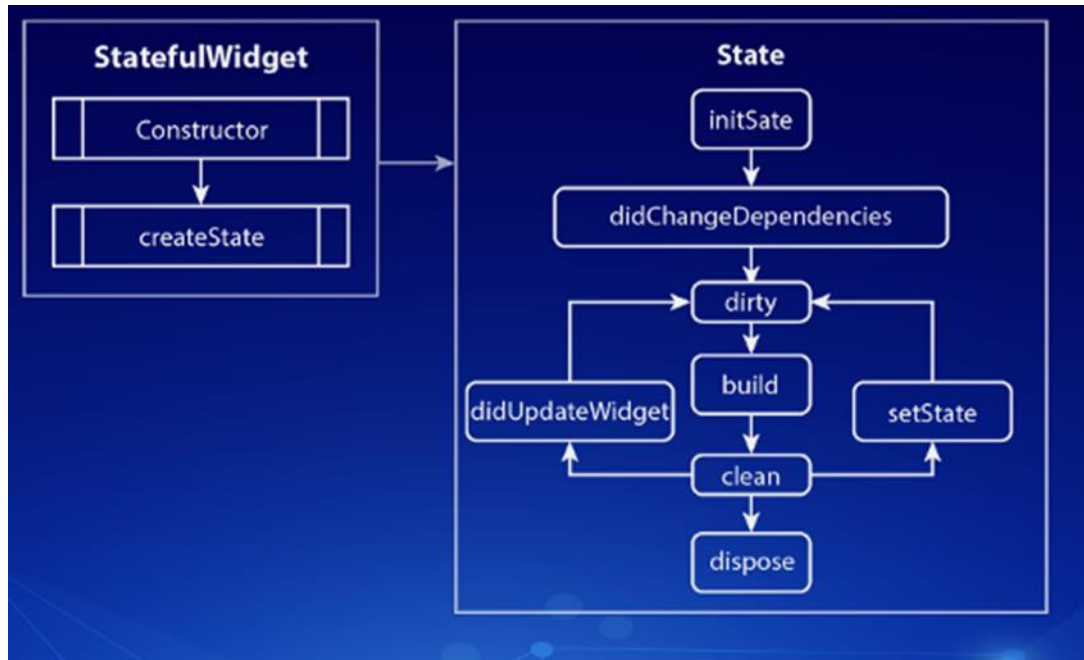 StatefulWidget
Constructor
createState
State
initSate
didChangeDependencies
dirty
build
didUpdateWidget
setState
clean
dispose